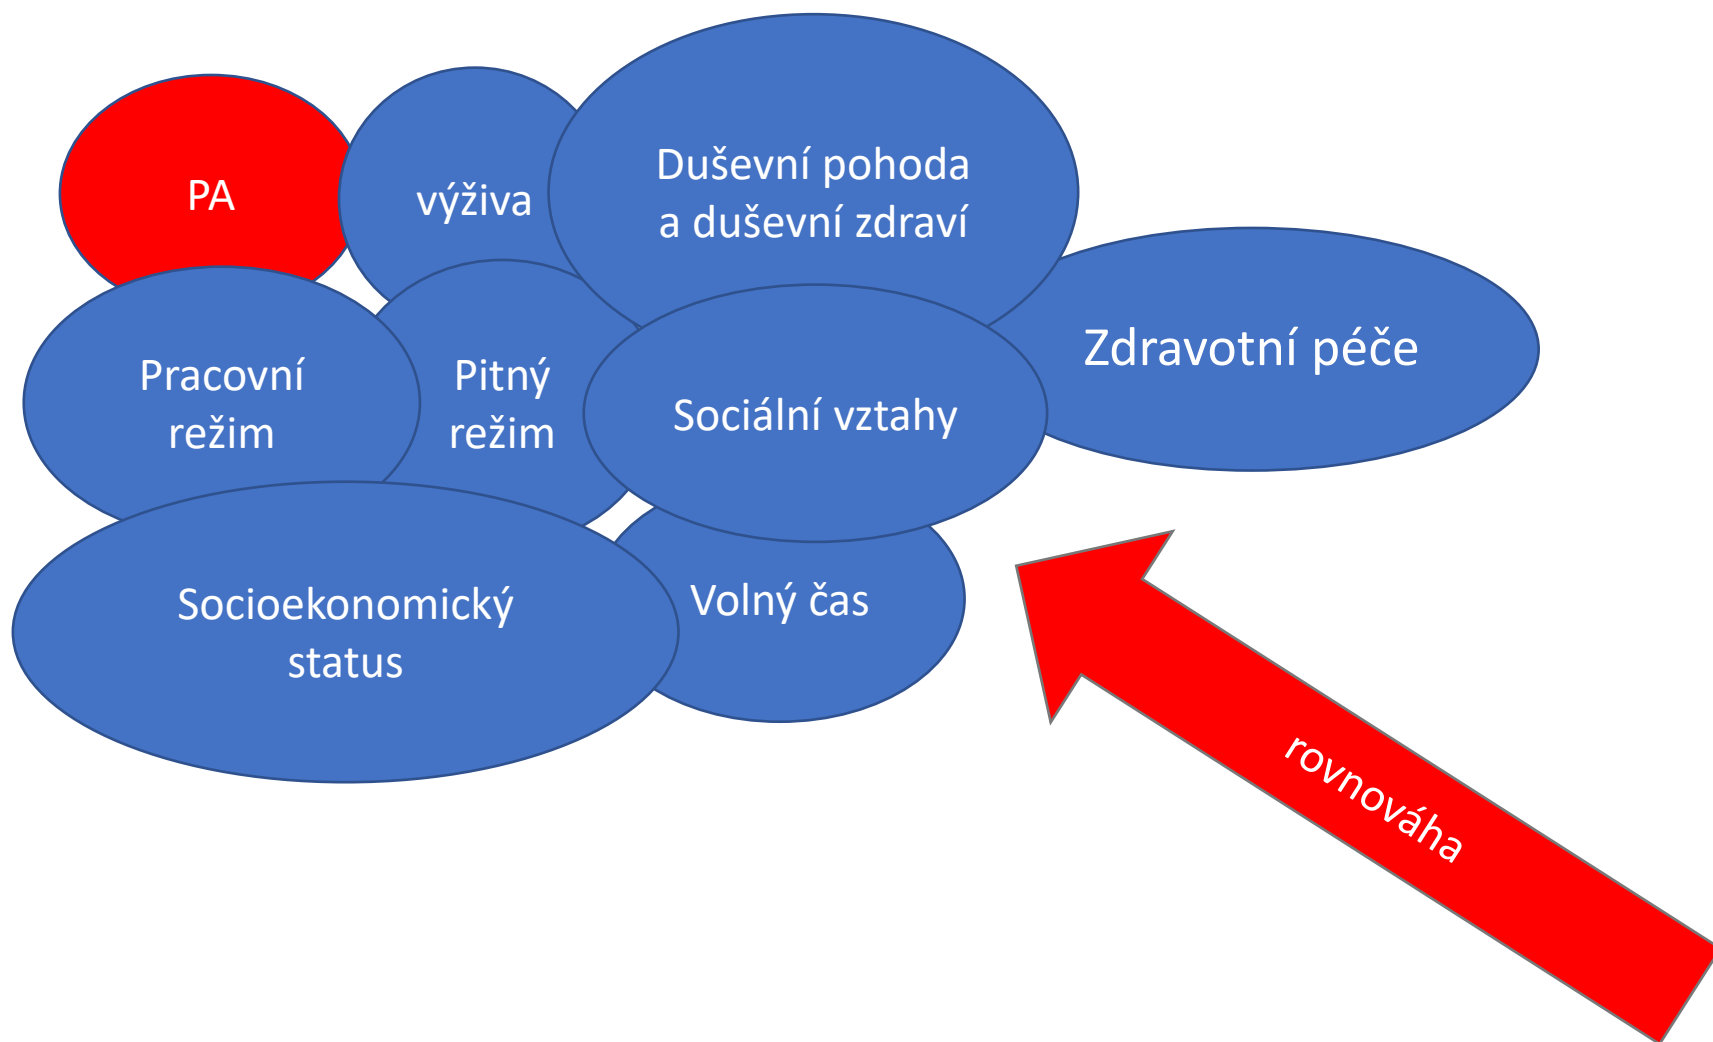 PA
výživa
Duševní pohoda
a duševní zdraví
Zdravotní péče
Pracovní
režim
Pitný
režim
Sociální vztahy
Socioekonomický
status
Volný čas
rovnováha